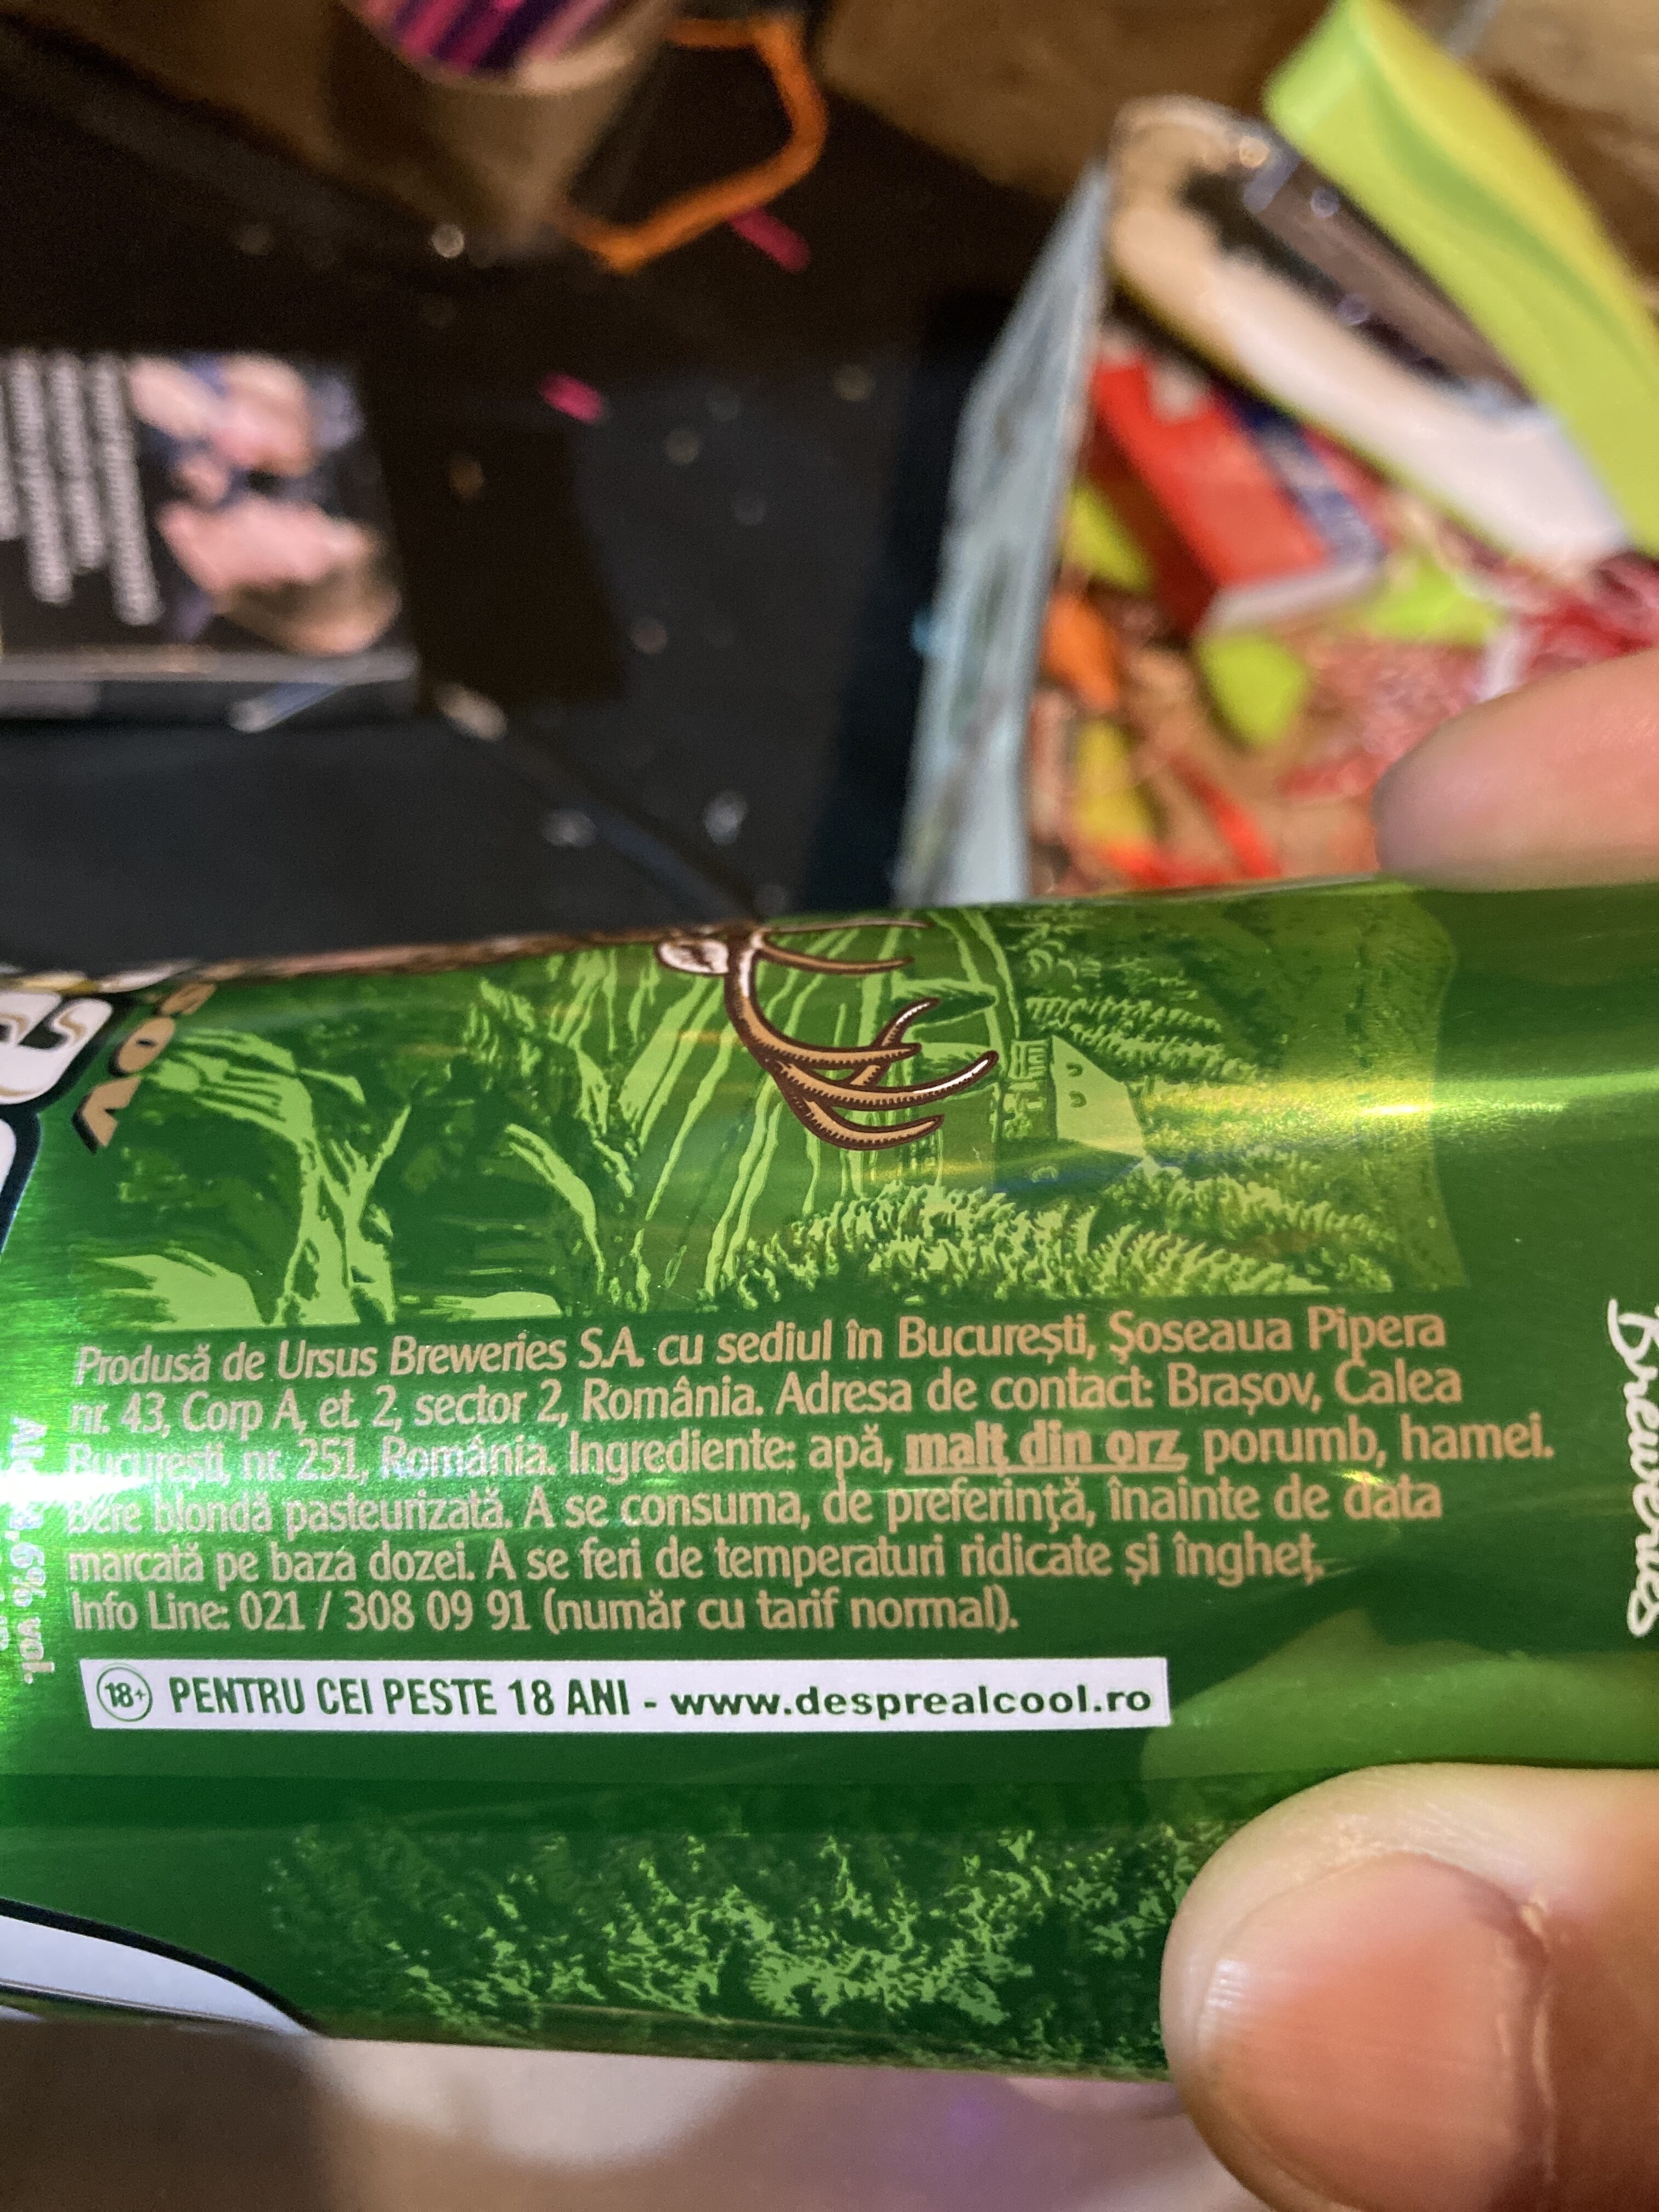 Produsă de Ursus Breweries S.A. cu sediul în București, Șoseaua Pipera
nr. 43, Corp A, et. 2, sector 2, România. Adresa de contact: Brașov, Calea
București, nr. 251, România. Ingrediente: apă, malț din orz, porumb, hamei.
Bere blondă pasteurizată. A se consuma, de preferință, înainte de data
marcată pe baza dozei. A se feri de temperaturi ridicate și îngheț.
Info Line: 021 / 308 09 91 (număr cu tarif normal).
18+ PENTRU CEI PESTE 18 ANI - www.desprealcool.ro
Breweries